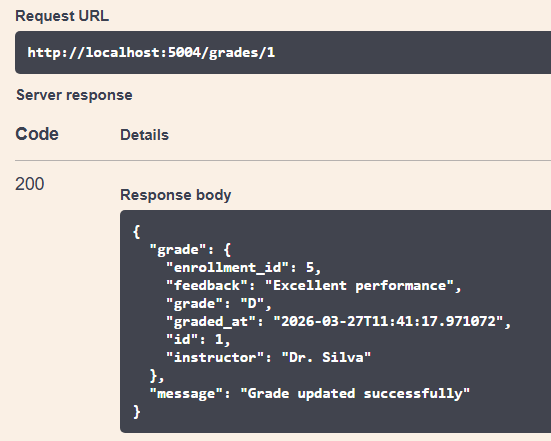 Request URL
http://localhost:5004/grades/1
Server response
Code Details
200
Response body
{
  "grade": {
    "enrollment_id": 5,
    "feedback": "Excellent performance",
    "grade": "D",
    "graded_at": "2026-03-27T11:41:17.971072",
    "id": 1,
    "instructor": "Dr. Silva"
  },
  "message": "Grade updated successfully"
}